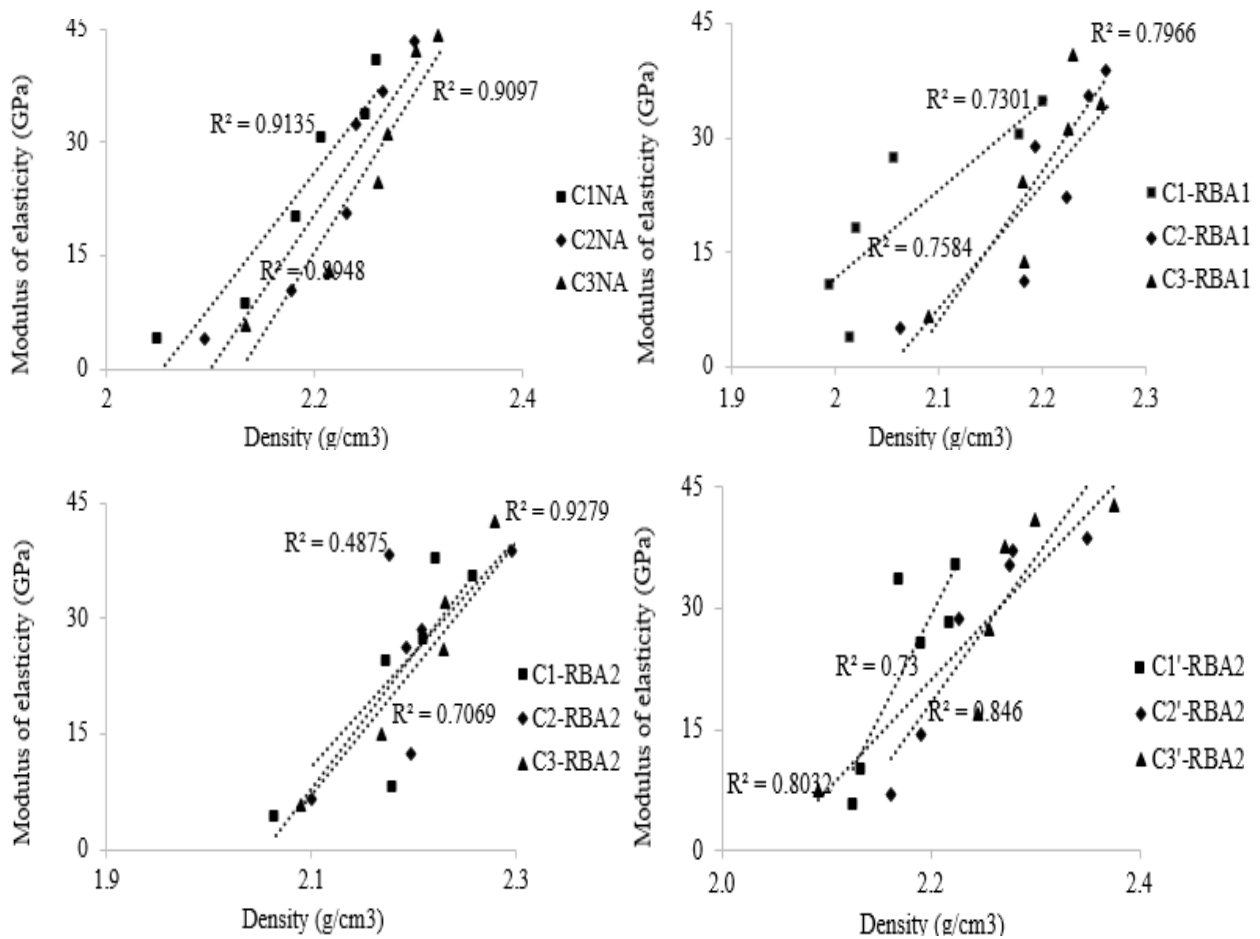 Modulus of elasticity (GPa)
45
30
15
0
R² = 0.9135
R² = 0.9097
R² = 0.8948
C1NA
C2NA
C3NA
2
2.2
2.4
Density (g/cm3)
Modulus of elasticity (GPa)
45
30
15
0
R² = 0.7966
R² = 0.7301
R² = 0.7584
C1-RBA1
C2-RBA1
C3-RBA1
1.9
2
2.1
2.2
2.3
Density (g/cm3)
Modulus of elasticity (GPa)
45
30
15
0
R² = 0.4875
R² = 0.9279
R² = 0.7069
C1-RBA2
C2-RBA2
C3-RBA2
1.9
2.1
2.3
Density (g/cm3)
Modulus of elasticity (GPa)
45
30
15
0
R² = 0.73
R² = 0.846
R² = 0.8032
C1'-RBA2
C2'-RBA2
C3'-RBA2
2.0
2.2
2.4
Density (g/cm3)